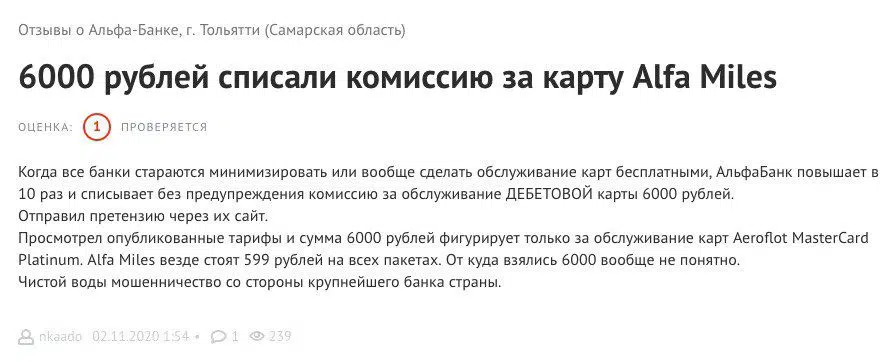 Отзывы о Альфа-Банке, г. Тольятти (Самарская область)
6000 рублей списали комиссию за карту Alfa Miles
ОЦЕНКА: 1 ПРОВЕРЯЕТСЯ
Когда все банки стараются минимизировать или вообще сделать обслуживание карт бесплатными, АльфаБанк повышает в
10 раз и списывает без предупреждения комиссию за обслуживание ДЕБЕТОВОЙ карты 6000 рублей.
Отправил претензию через их сайт.
Просмотрел опубликованные тарифы и сумма 6000 рублей фигурирует только за обслуживание карт Aeroflot MasterCard
Platinum. Alfa Miles везде стоят 599 рублей на всех пакетах. От куда взялись 6000 вообще не понятно.
Чистой воды мошенничество со стороны крупнейшего банка страны.
nkaado 02.11.2020 1:54 • 1 239